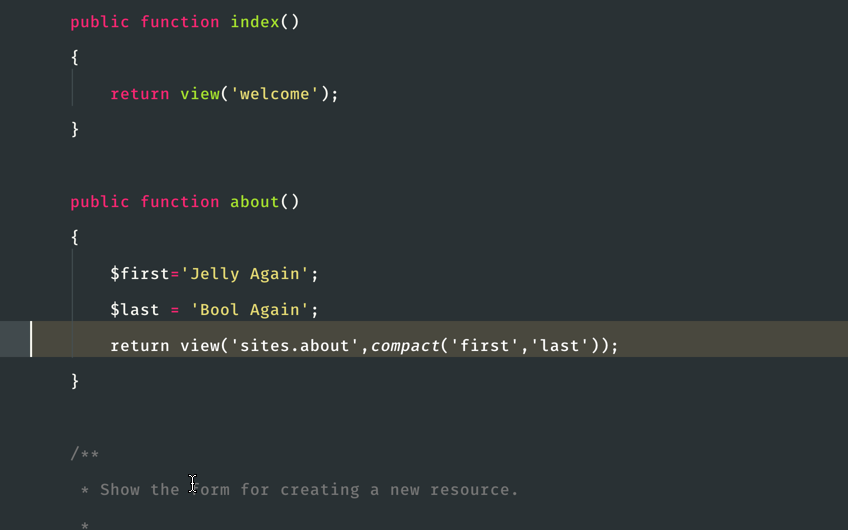 public function index()
{
return view('welcome');
}
public function about()
{
$first='Jelly Again';
$last = 'Bool Again';
return view('sites.about',compact('first','last'));
}
/**
* Show the form for creating a new resource.
*